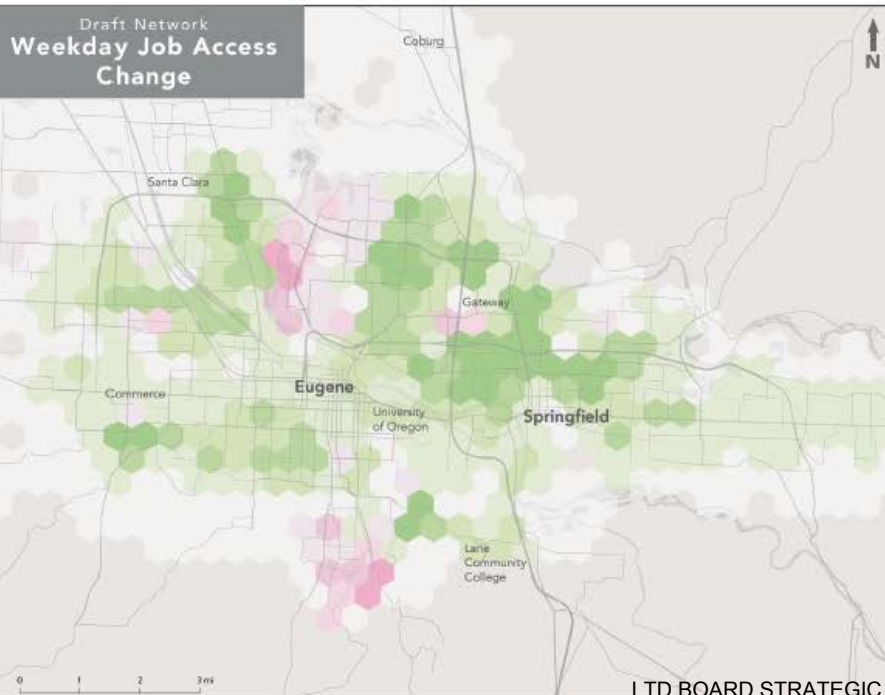 Draft Network
Weekday Job Access
Change
Coburg
N
Santa Clara
Gateway
Commerce
Eugene
University
of Oregon
Springfield
Lane
Community
College
0 1 2 3 mi
LTD BOARD STRATEGIC